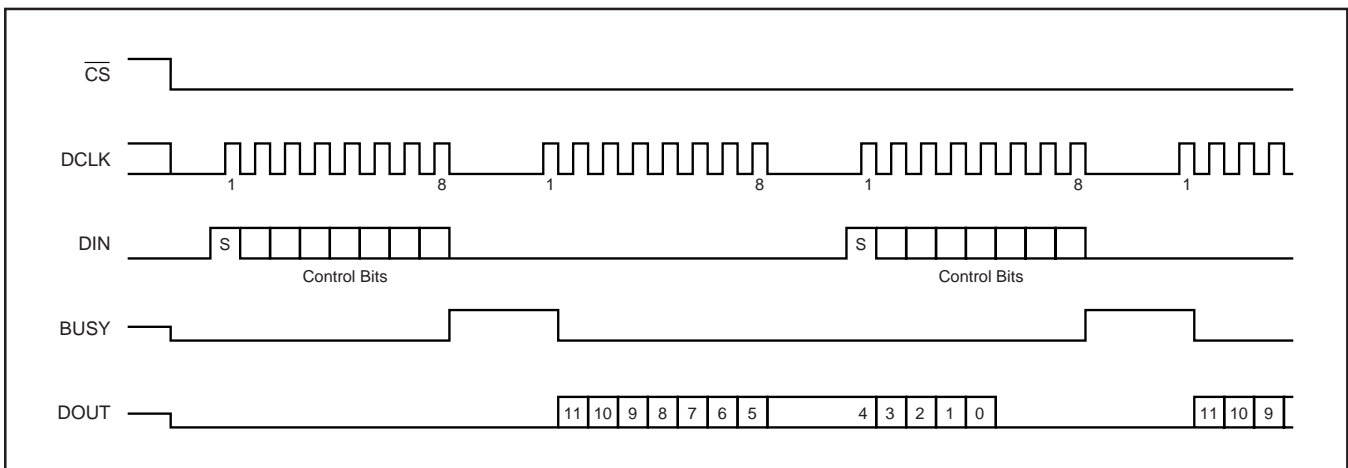 CS
DCLK
1 8 1 8 1 8 1
DIN
S S
Control Bits Control Bits
BUSY
DOUT
11 10 9 8 7 6 5 4 3 2 1 0 11 10 9